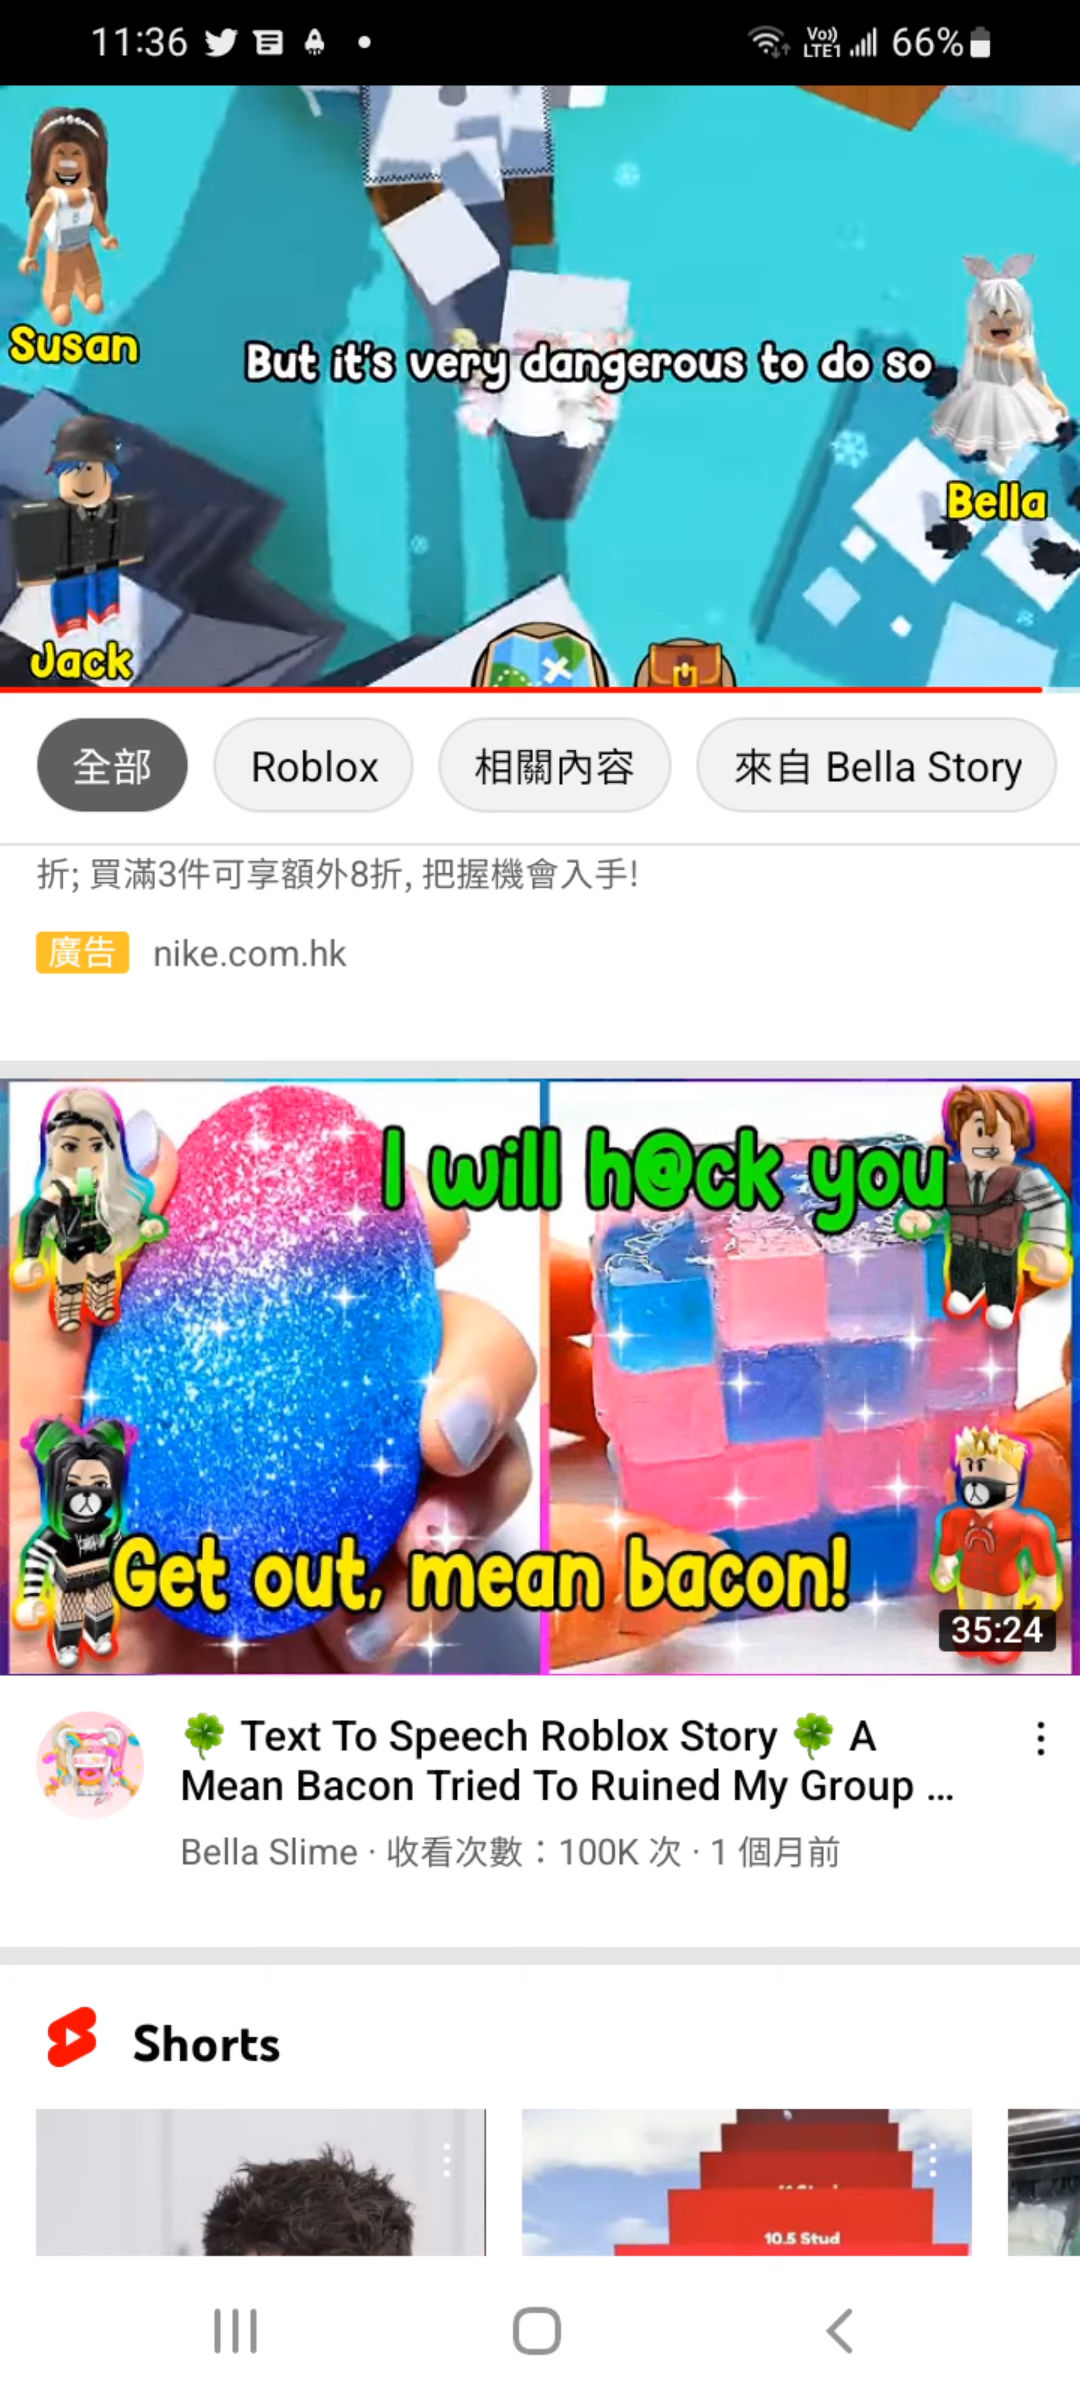 11:36
Vo))
LTE1
66%
Susan
But it's very dangerous to do so
Bella
Jack
全部
Roblox
相關內容
來自 Bella Story
折; 買滿3件可享額外8折, 把握機會入手!
廣告 nike.com.hk
I will h@ck you
Get out, mean bacon!
35:24
🍀 Text To Speech Roblox Story 🍀 A
Mean Bacon Tried To Ruined My Group ...
Bella Slime · 收看次數：100K 次 · 1 個月前
Shorts
10.5 Stud